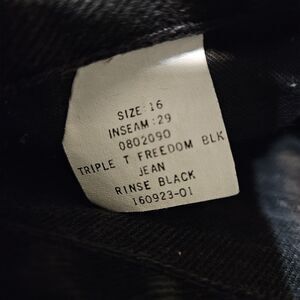 SIZE:16
INSEAM:29
0802090
TRIPLE T FREEDOM BLK
JEAN
RINSE BLACK
160923-01